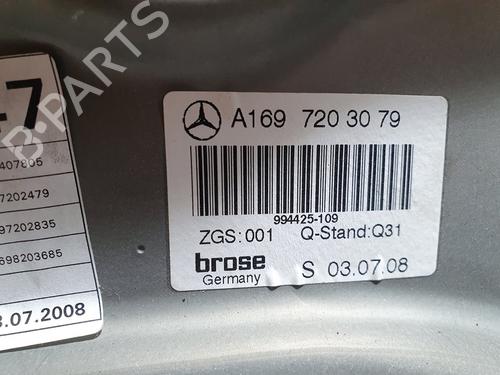 -7
407805
7202479
97202835
698203685
3.07.2008
A169 720 30 79
994425-109
ZGS:001 Q-Stand:Q31
brose
Germany
S 03.07.08
B-PARTS